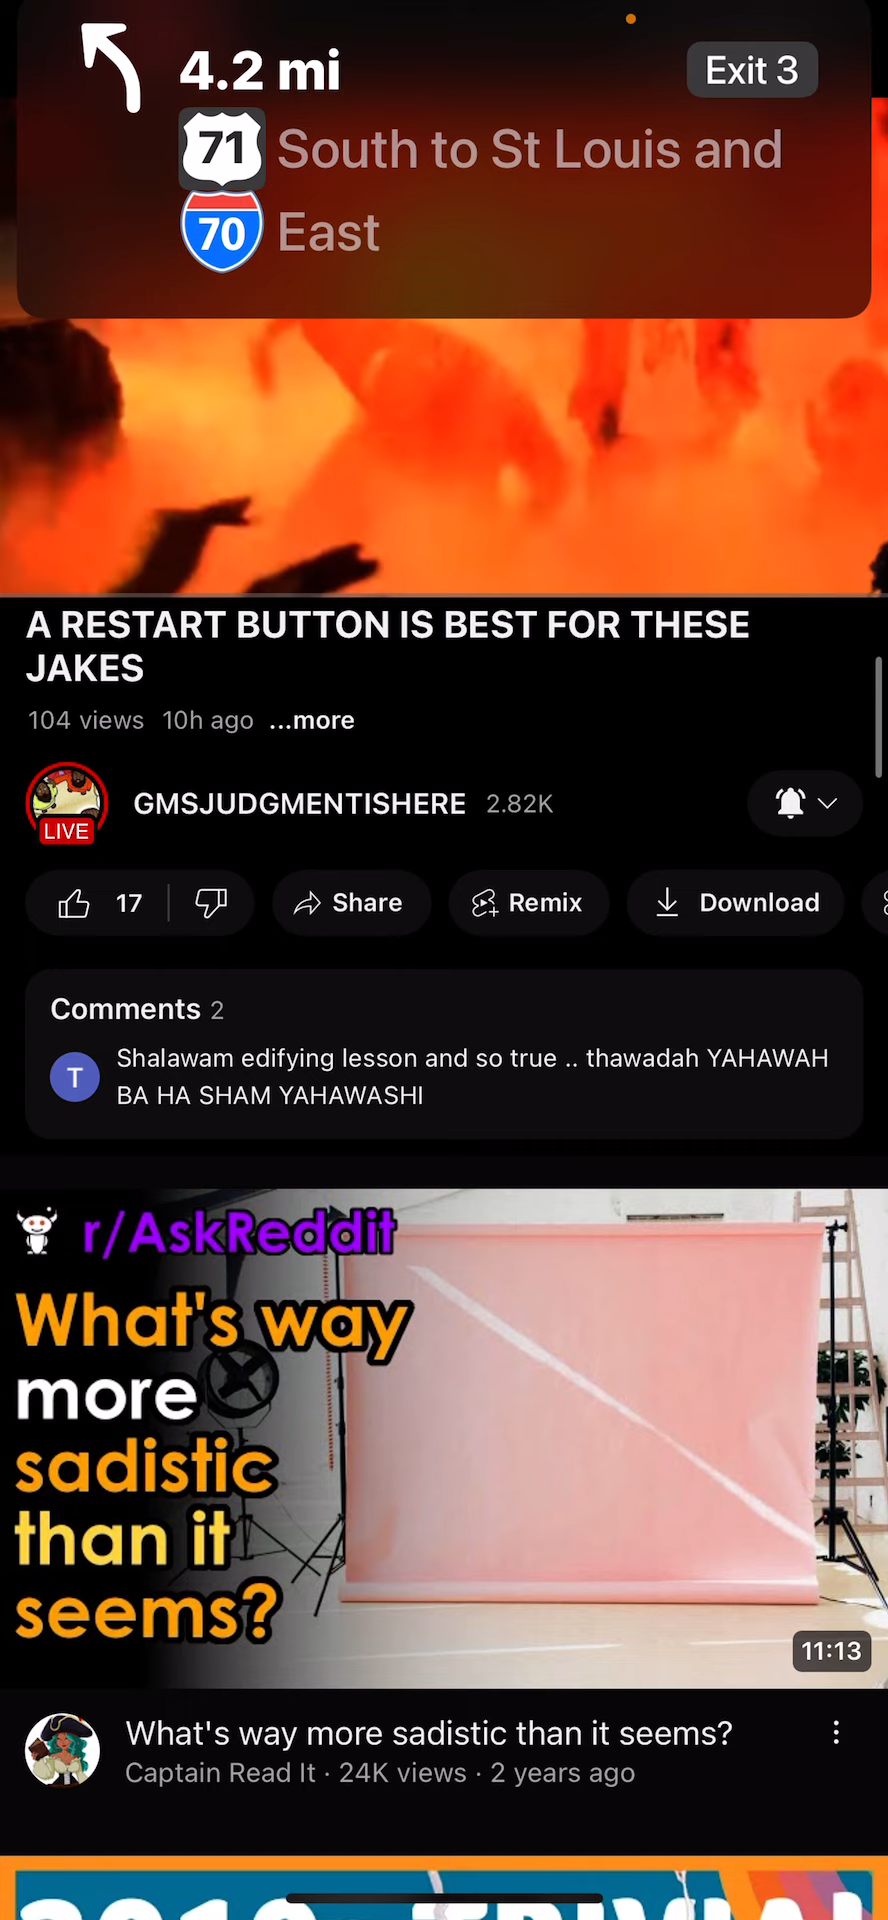 4.2 mi
Exit 3
71 South to St Louis and
70 East
A RESTART BUTTON IS BEST FOR THESE
JAKES
104 views 10h ago ...more
GMSJUDGMENTISHERE 2.82K
LIVE
17
Share
Remix
Download
Comments 2
T
Shalawam edifying lesson and so true .. thawadah YAHAWAH
BA HA SHAM YAHAWASHI
r/AskReddit
What's way
more
sadistic
than it
seems?
11:13
What's way more sadistic than it seems?
Captain Read It · 24K views · 2 years ago